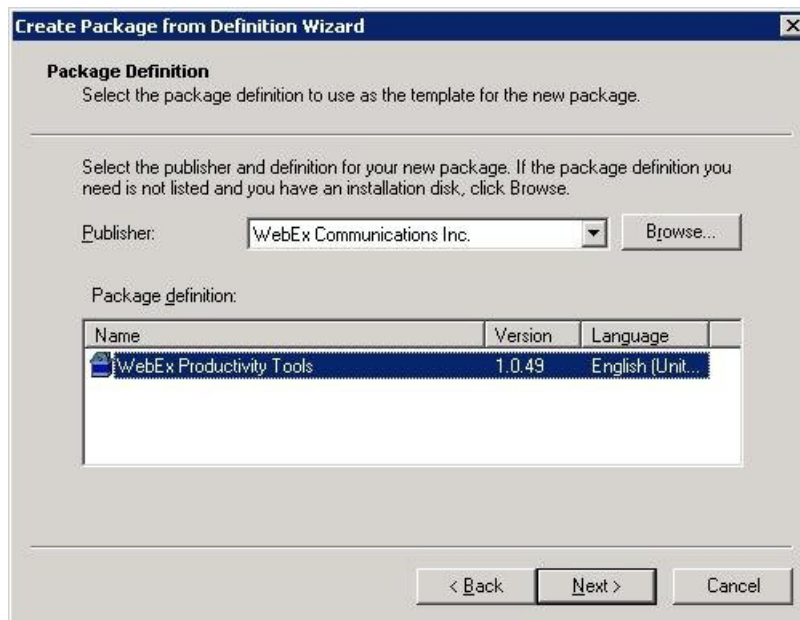 Create Package from Definition Wizard
Package Definition
Select the package definition to use as the template for the new package.
Select the publisher and definition for your new package. If the package definition you
need is not listed and you have an installation disk, click Browse.
Publisher: WebEx Communications Inc. Browse...
Package definition:
Name Version Language
WebEx Productivity Tools 1.0.49 English (Unit...
< Back Next > Cancel